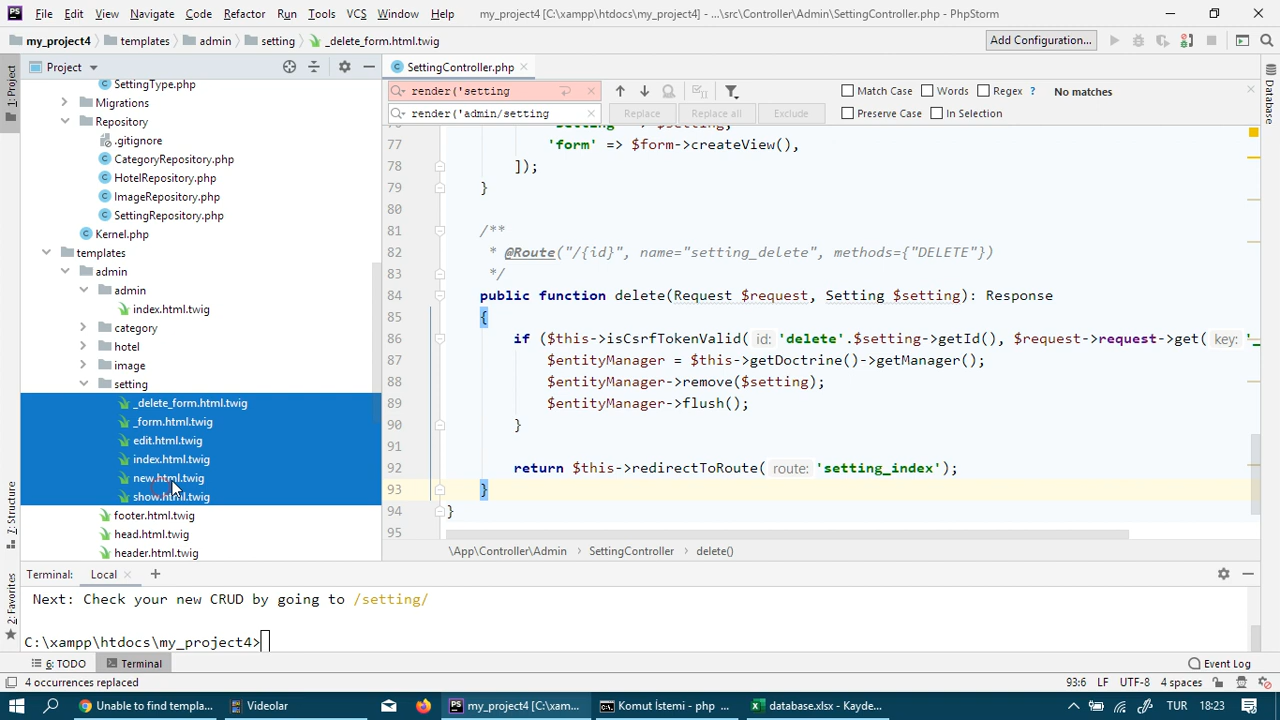 PS File Edit View Navigate Code Refactor Run Tools VCS Window Help my_project4 [C:\xampp\htdocs\my_project4] - ...\src\Controller\Admin\SettingController.php - PhpStorm
my_project4 templates admin setting _delete_form.html.twig Add Configuration...
Project
SettingController.php
1: Project
Z: Structure
2: Favorites
Database
SettingType.php
Migrations
Repository
.gitignore
CategoryRepository.php
HotelRepository.php
ImageRepository.php
SettingRepository.php
Kernel.php
templates
admin
admin
index.html.twig
category
hotel
image
setting
_delete_form.html.twig
_form.html.twig
edit.html.twig
index.html.twig
new.html.twig
show.html.twig
footer.html.twig
head.html.twig
header.html.twig
render('setting Match Case Words Regex ? No matches
render('admin/setting Replace Replace all Exclude Preserve Case In Selection
77 'form' => $form->createView(),
78 ]);
79 }
80
81 /**
82 * @Route("/{id}", name="setting_delete", methods={"DELETE"})
83 */
84 public function delete(Request $request, Setting $setting): Response
85 {
86 if ($this->isCsrfTokenValid( id: 'delete'.$setting->getId(), $request->request->get( key: '_
87 $entityManager = $this->getDoctrine()->getManager();
88 $entityManager->remove($setting);
89 $entityManager->flush();
90 }
91
92 return $this->redirectToRoute( route: 'setting_index');
93 }
94 }
95
\App\Controller\Admin SettingController delete()
Terminal: Local
Next: Check your new CRUD by going to /setting/
C:\xampp\htdocs\my_project4>
6: TODO Terminal Event Log
4 occurrences replaced 93:6 LF UTF-8 4 spaces
Unable to find templa... Videolar my_project4 [C:\xam... Komut İstemi - php ... database.xlsx - Kayde... TUR 18:23